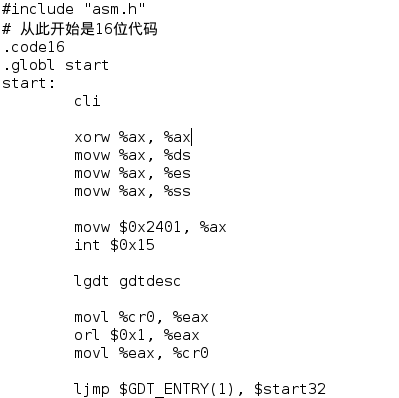 #include "asm.h"
# 从此开始是16位代码
.code16
.globl start
start:
cli
xorw %ax, %ax
movw %ax, %ds
movw %ax, %es
movw %ax, %ss
movw $0x2401, %ax
int $0x15
lgdt gdtdesc
movl %cr0, %eax
orl $0x1, %eax
movl %eax, %cr0
ljmp $GDT_ENTRY(1), $start32